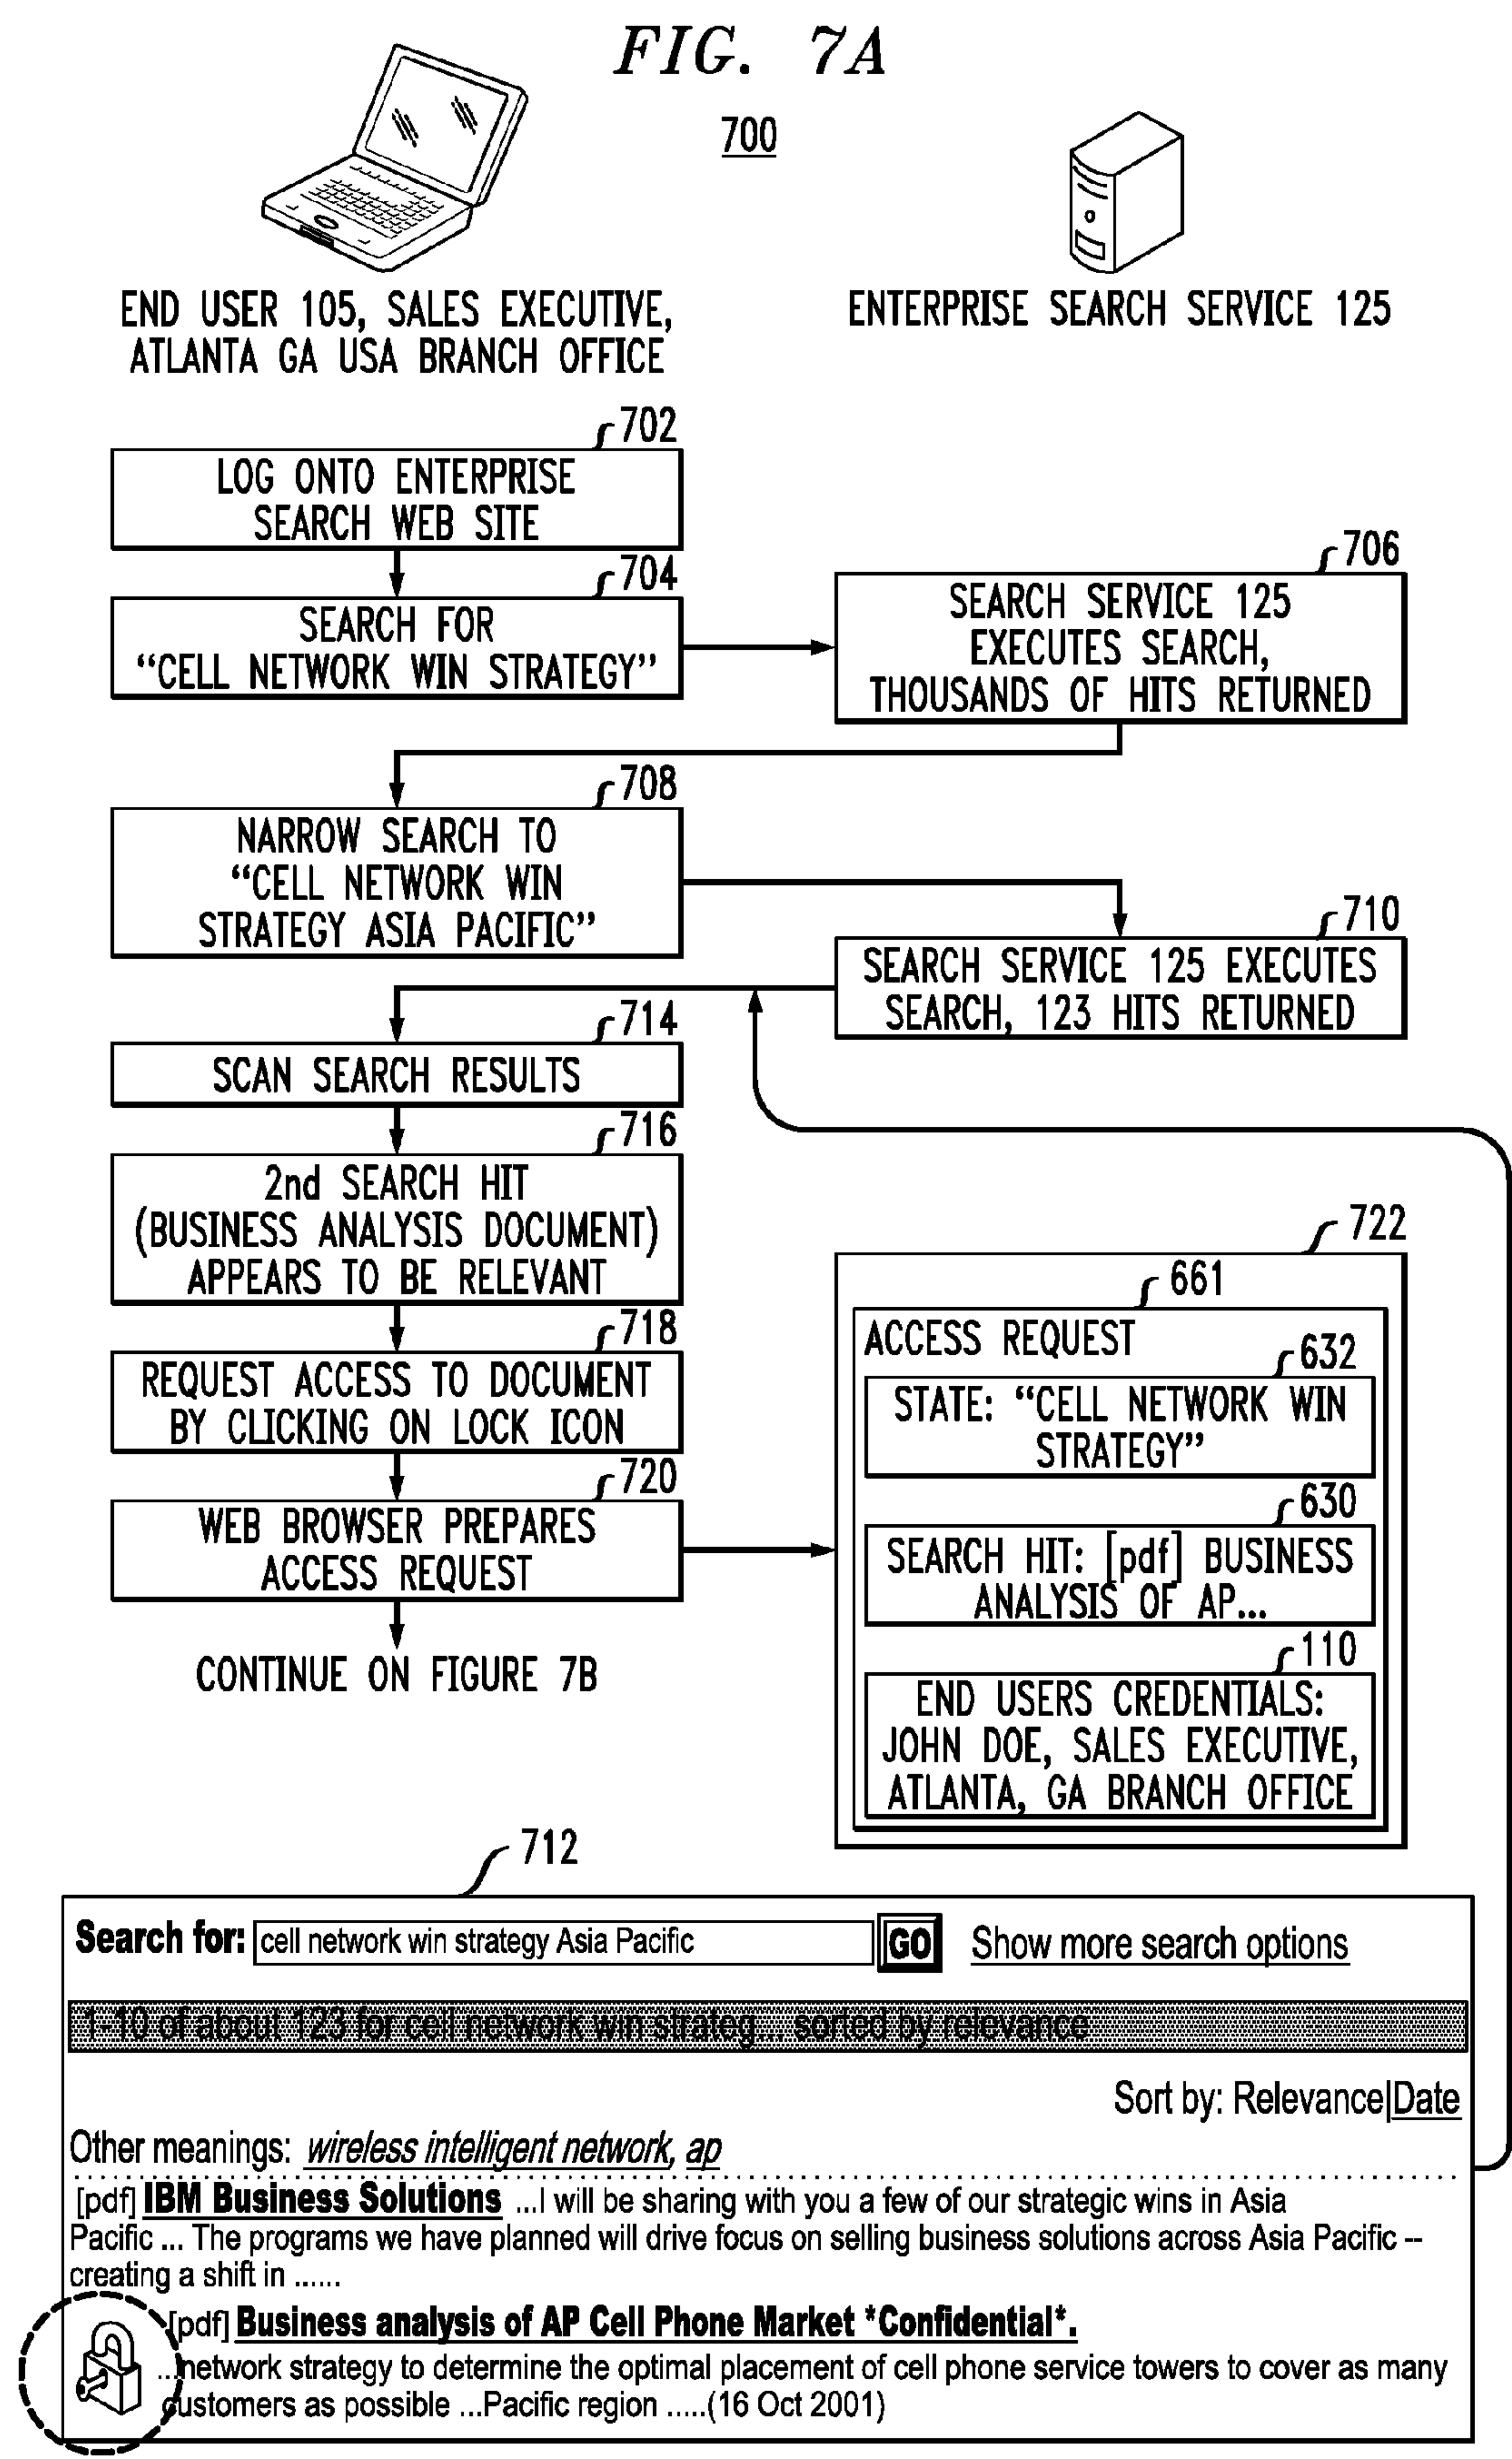 FIG. 7A
700
END USER 105, SALES EXECUTIVE,
ATLANTA GA USA BRANCH OFFICE
ENTERPRISE SEARCH SERVICE 125
702
LOG ONTO ENTERPRISE
SEARCH WEB SITE
704
SEARCH FOR
“CELL NETWORK WIN STRATEGY”
706
SEARCH SERVICE 125
EXECUTES SEARCH,
THOUSANDS OF HITS RETURNED
708
NARROW SEARCH TO
“CELL NETWORK WIN
STRATEGY ASIA PACIFIC”
710
SEARCH SERVICE 125 EXECUTES
SEARCH, 123 HITS RETURNED
714
SCAN SEARCH RESULTS
716
2nd SEARCH HIT
(BUSINESS ANALYSIS DOCUMENT)
APPEARS TO BE RELEVANT
718
REQUEST ACCESS TO DOCUMENT
BY CLICKING ON LOCK ICON
720
WEB BROWSER PREPARES
ACCESS REQUEST
CONTINUE ON FIGURE 7B
722
661
ACCESS REQUEST
632
STATE: “CELL NETWORK WIN
STRATEGY”
630
SEARCH HIT: [pdf] BUSINESS
ANALYSIS OF AP...
110
END USERS CREDENTIALS:
JOHN DOE, SALES EXECUTIVE,
ATLANTA, GA BRANCH OFFICE
712
Search for: cell network win strategy Asia Pacific GO Show more search options
1-10 of about 123 for cell network win strateg... sorted by relevance
Sort by: Relevance|Date
Other meanings: wireless intelligent network, ap
[pdf] IBM Business Solutions ...I will be sharing with you a few of our strategic wins in Asia
Pacific ... The programs we have planned will drive focus on selling business solutions across Asia Pacific --
creating a shift in ......
[pdf] Business analysis of AP Cell Phone Market *Confidential*.
...network strategy to determine the optimal placement of cell phone service towers to cover as many
customers as possible ...Pacific region .....(16 Oct 2001)